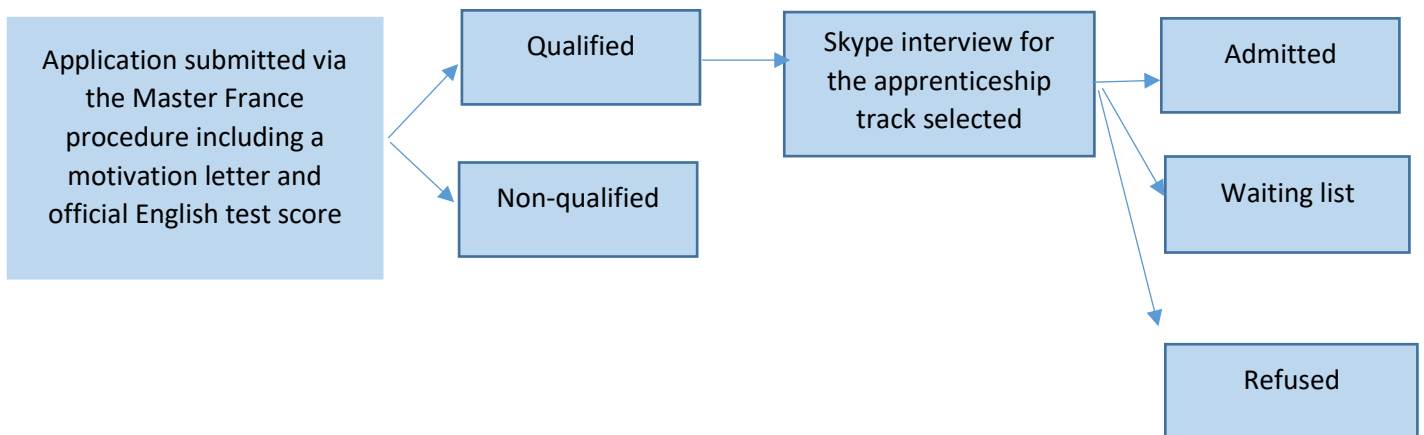 Application submitted via
the Master France
procedure including a
motivation letter and
official English test score
Qualified
Non-qualified
Skype interview for
the apprenticeship
track selected
Admitted
Waiting list
Refused